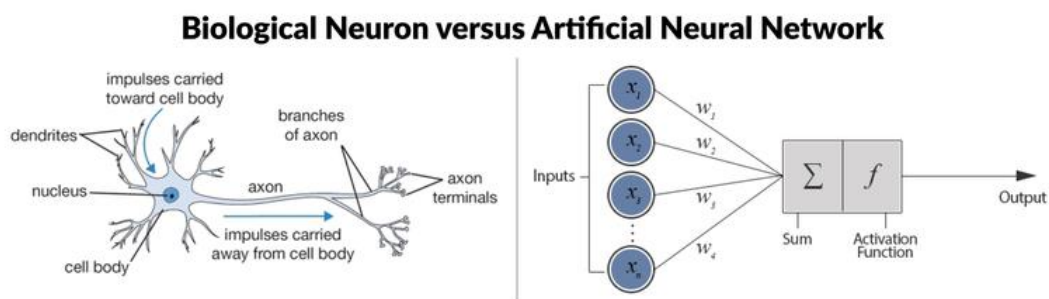 Biological Neuron versus Artificial Neural Network
impulses carried
toward cell body
dendrites
nucleus
cell body
axon
impulses carried
away from cell body
branches
of axon
axon
terminals
Inputs
x1
x2
x3
⋮
xn
w1
w2
w3
w4
∑
f
Sum
Activation
Function
Output